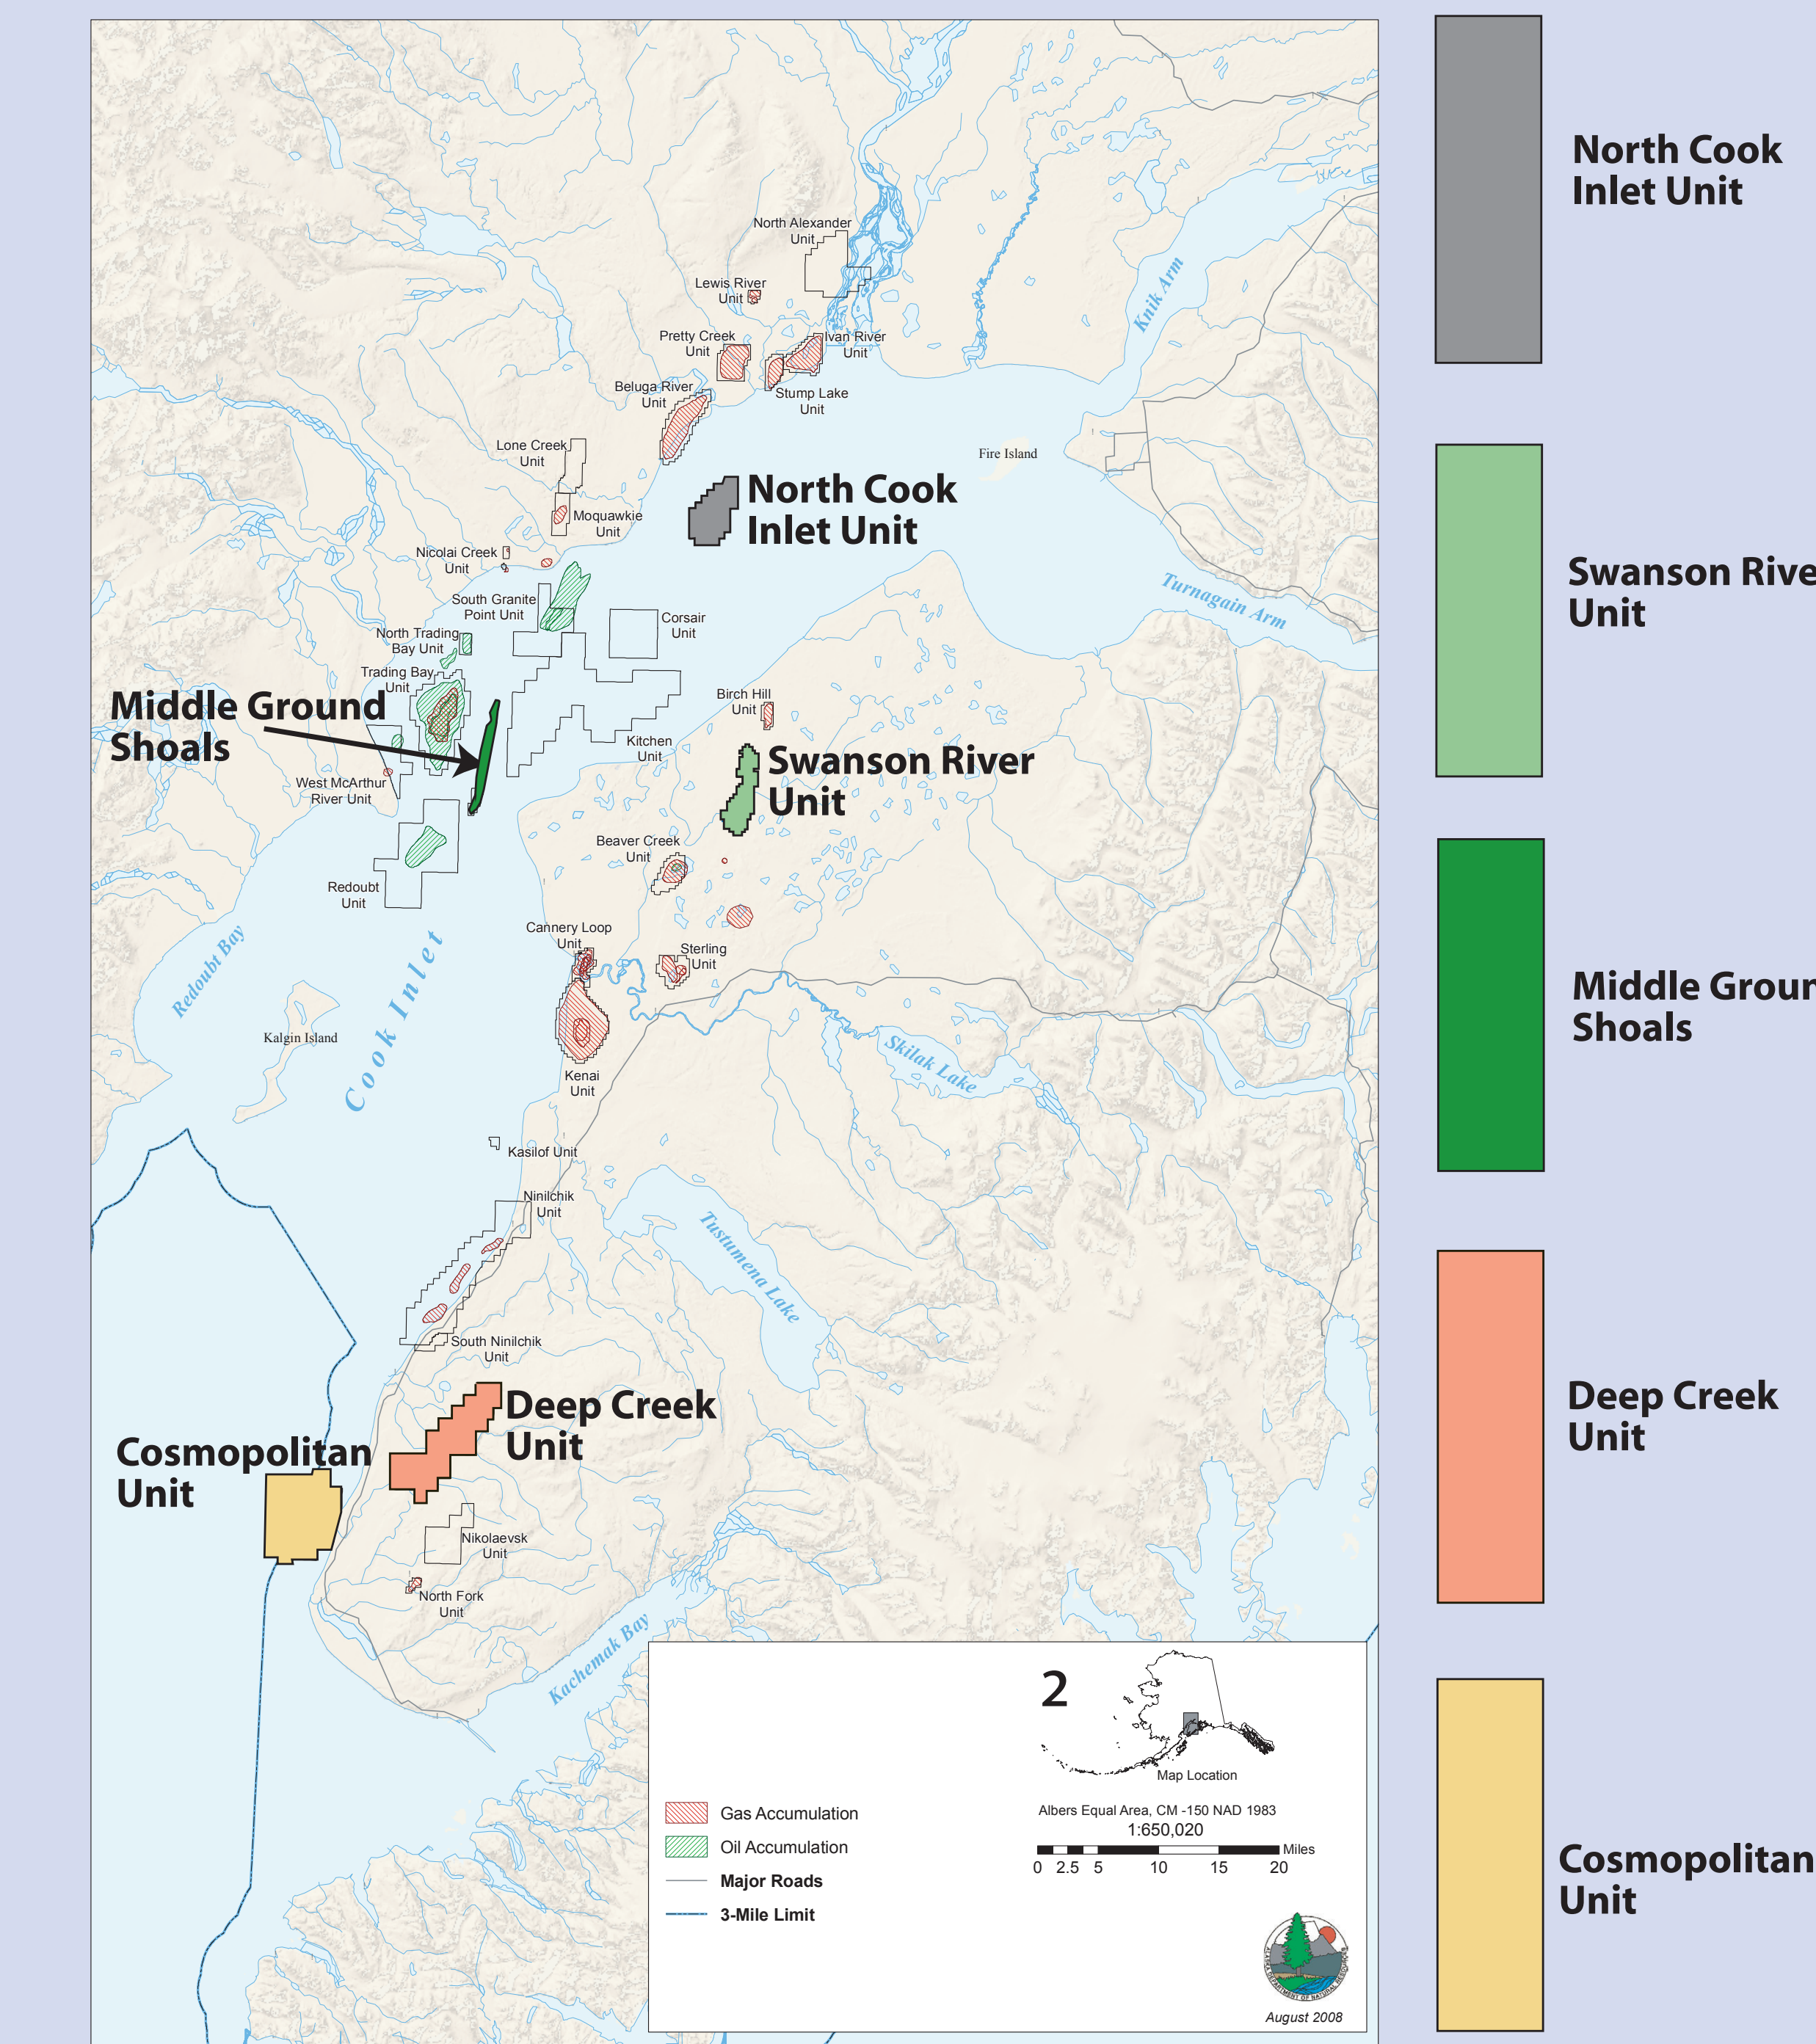 North Alexander
Unit
Lewis River
Unit
Pretty Creek
Unit
Ivan River
Unit
Beluga River
Unit
Stump Lake
Unit
Knik Arm
Lone Creek
Unit
Fire Island
North Cook
Inlet Unit
Moquawkie
Unit
Nicolai Creek
Unit
South Granite
Point Unit
Corsair
Unit
Turnagain Arm
North Trading
Bay Unit
Trading Bay
Unit
Middle Ground
Shoals
Birch Hill
Unit
Kitchen
Unit
Swanson River
Unit
West McArthur
River Unit
Beaver Creek
Unit
Redoubt
Unit
Cannery Loop
Unit
Sterling
Unit
Redoubt Bay
Kalgin Island
Cook Inlet
Skilak Lake
Kenai
Unit
Kasilof Unit
Ninilchik
Unit
Tustumena Lake
South Ninilchik
Unit
Deep Creek
Unit
Cosmopolitan
Unit
Nikolaevsk
Unit
North Fork
Unit
Kachemak Bay
2
Map Location
Gas Accumulation
Oil Accumulation
Major Roads
3-Mile Limit
Albers Equal Area, CM -150 NAD 1983
1:650,020
Miles
0 2.5 5 10 15 20
ALASKA DEPARTMENT OF NATURAL RESOURCES
August 2008
North Cook
Inlet Unit
Swanson Rive
Unit
Middle Groun
Shoals
Deep Creek
Unit
Cosmopolitan
Unit